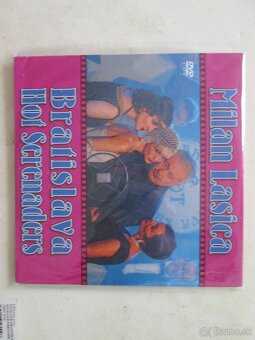 Milan Lasica
Bratislava
Hot Serenaders
DVD
bazos.sk